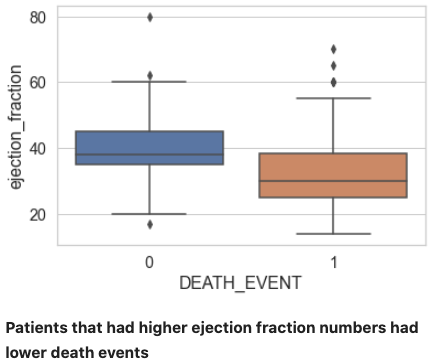 80
60
40
20
ejection_fraction
0
1
DEATH_EVENT
Patients that had higher ejection fraction numbers had
lower death events